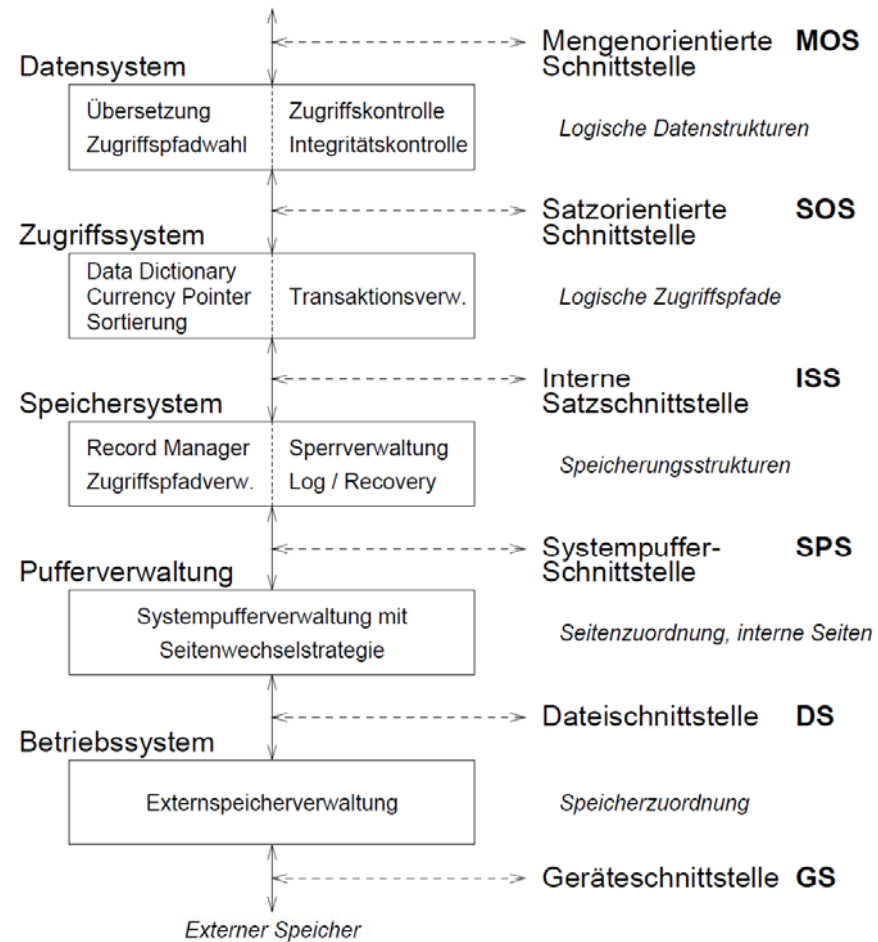 Mengenorientierte MOS
Schnittstelle
Datensystem
Übersetzung Zugriffskontrolle
Zugriffspfadwahl Integritätskontrolle
Logische Datenstrukturen
Satzorientierte SOS
Schnittstelle
Zugriffssystem
Data Dictionary
Currency Pointer Transaktionsverw.
Sortierung
Logische Zugriffspfade
Interne ISS
Satzschnittstelle
Speichersystem
Record Manager Sperrverwaltung
Zugriffspfadverw. Log / Recovery
Speicherungsstrukturen
Systempuffer- SPS
Schnittstelle
Pufferverwaltung
Systempufferverwaltung mit
Seitenwechselstrategie
Seitenzuordnung, interne Seiten
Dateischnittstelle DS
Betriebssystem
Externspeicherverwaltung
Speicherzuordnung
Geräteschnittstelle GS
Externer Speicher